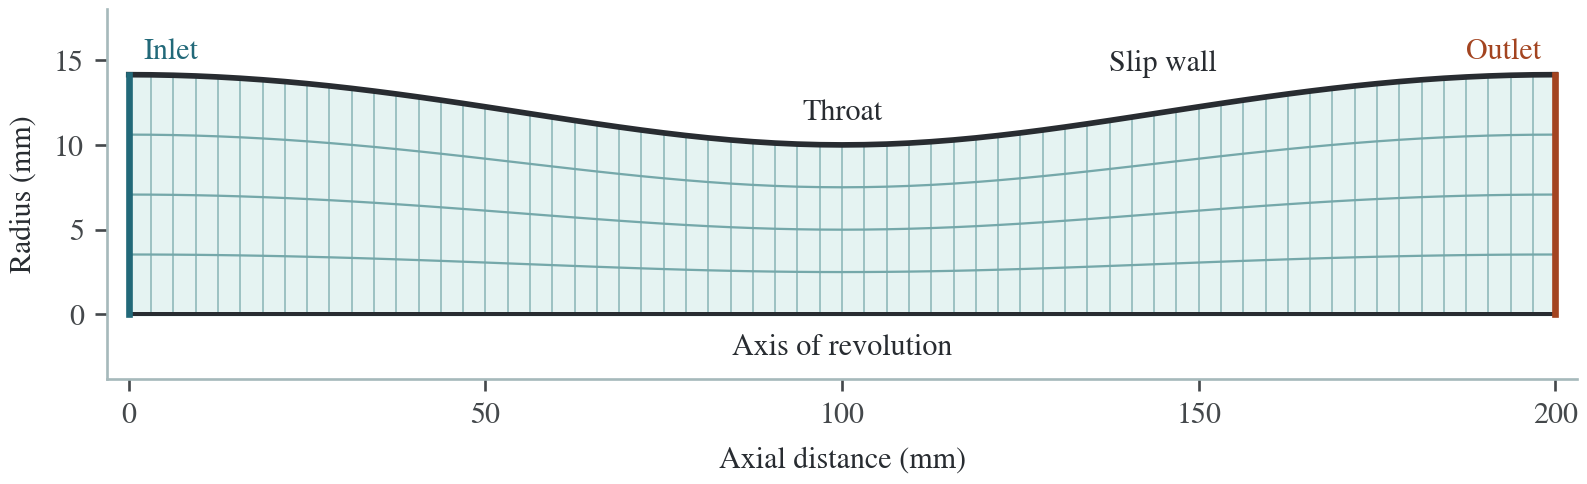 Inlet
Outlet
Slip wall
Throat
Axis of revolution
Radius (mm)
15
10
5
0
0
50
100
150
200
Axial distance (mm)